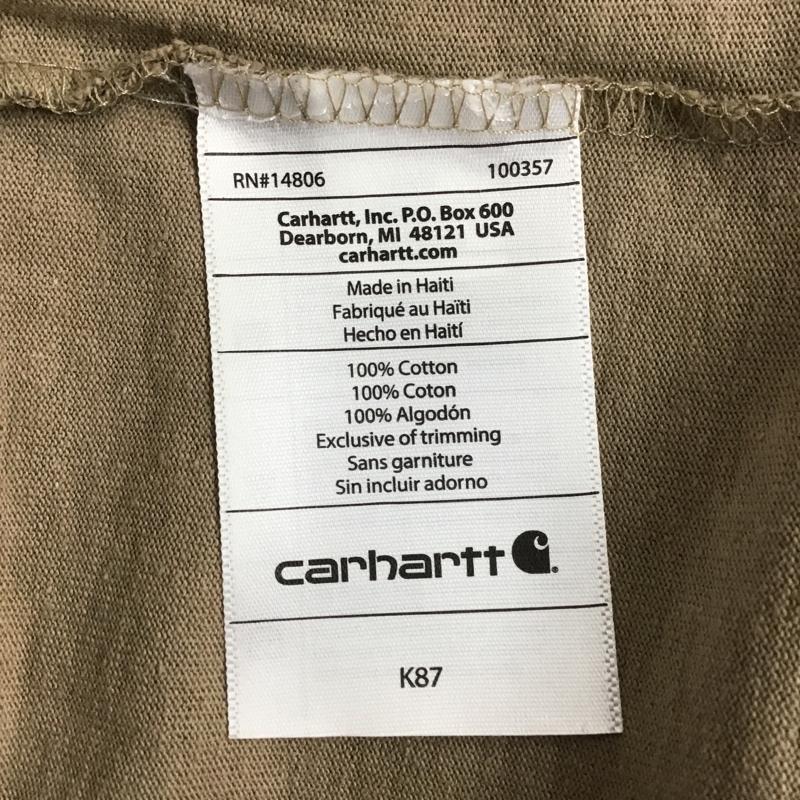 RN#14806 100357
Carhartt, Inc. P.O. Box 600
Dearborn, MI 48121 USA
carhartt.com
Made in Haiti
Fabriqué au Haïti
Hecho en Haití
100% Cotton
100% Coton
100% Algodón
Exclusive of trimming
Sans garniture
Sin incluir adorno
carhartt
K87